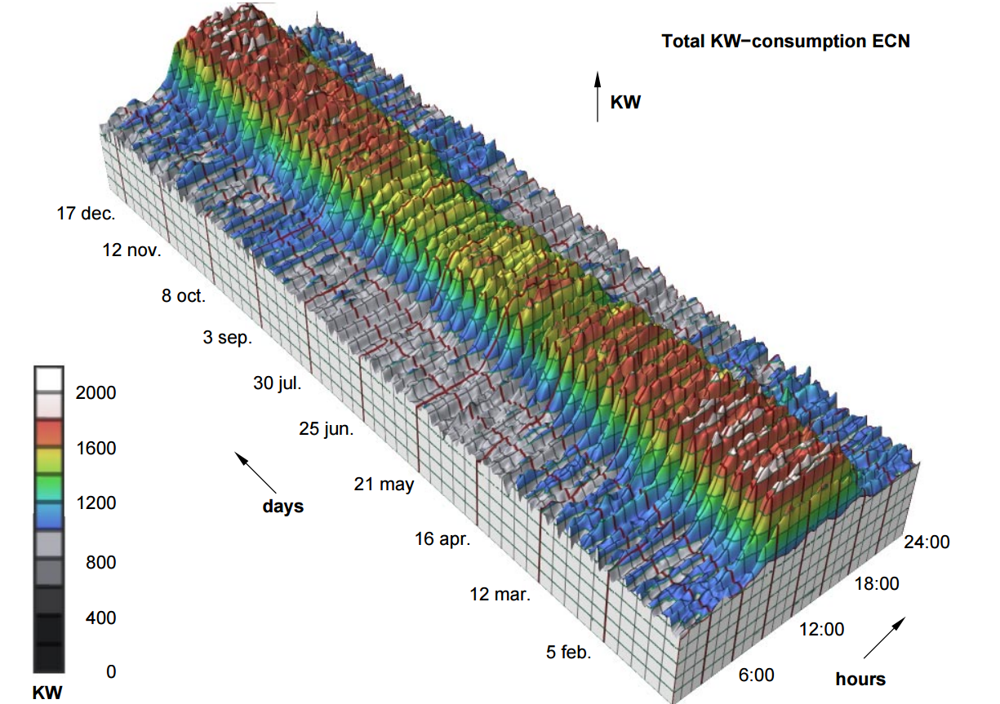 Total KW−consumption ECN
KW
17 dec.
12 nov.
8 oct.
3 sep.
30 jul.
25 jun.
21 may
16 apr.
12 mar.
5 feb.
days
2000
1600
1200
800
400
0
KW
24:00
18:00
12:00
6:00
hours